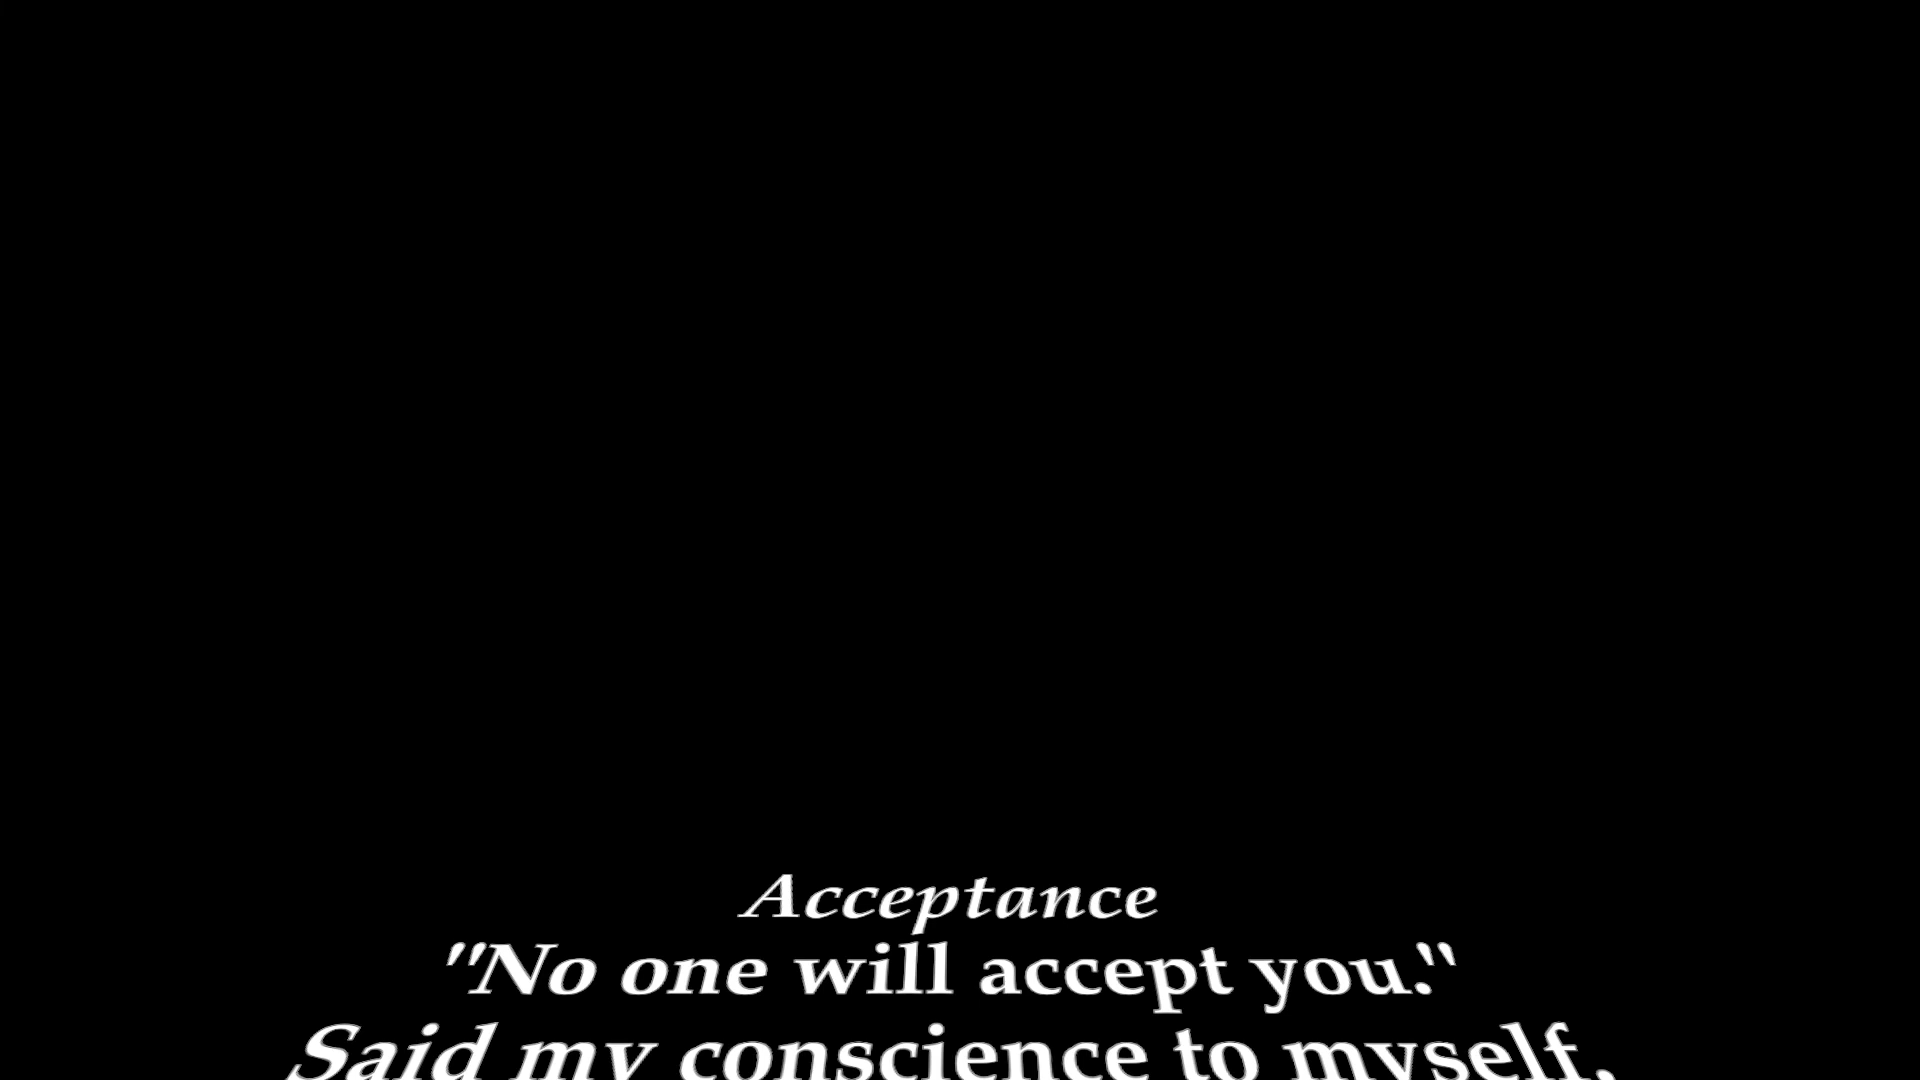 Acceptance
"No one will accept you."
Said my conscience to myself,